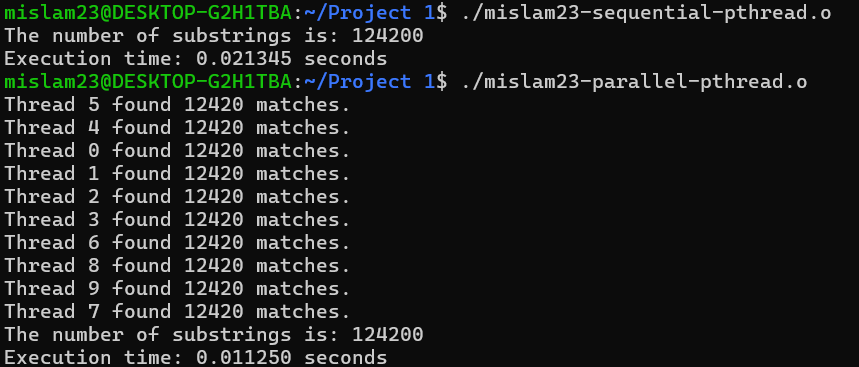 mislam23@DESKTOP-G2H1TBA:~/Project 1$ ./mislam23-sequential-pthread.o
The number of substrings is: 124200
Execution time: 0.021345 seconds
mislam23@DESKTOP-G2H1TBA:~/Project 1$ ./mislam23-parallel-pthread.o
Thread 5 found 12420 matches.
Thread 4 found 12420 matches.
Thread 0 found 12420 matches.
Thread 1 found 12420 matches.
Thread 2 found 12420 matches.
Thread 3 found 12420 matches.
Thread 6 found 12420 matches.
Thread 8 found 12420 matches.
Thread 9 found 12420 matches.
Thread 7 found 12420 matches.
The number of substrings is: 124200
Execution time: 0.011250 seconds